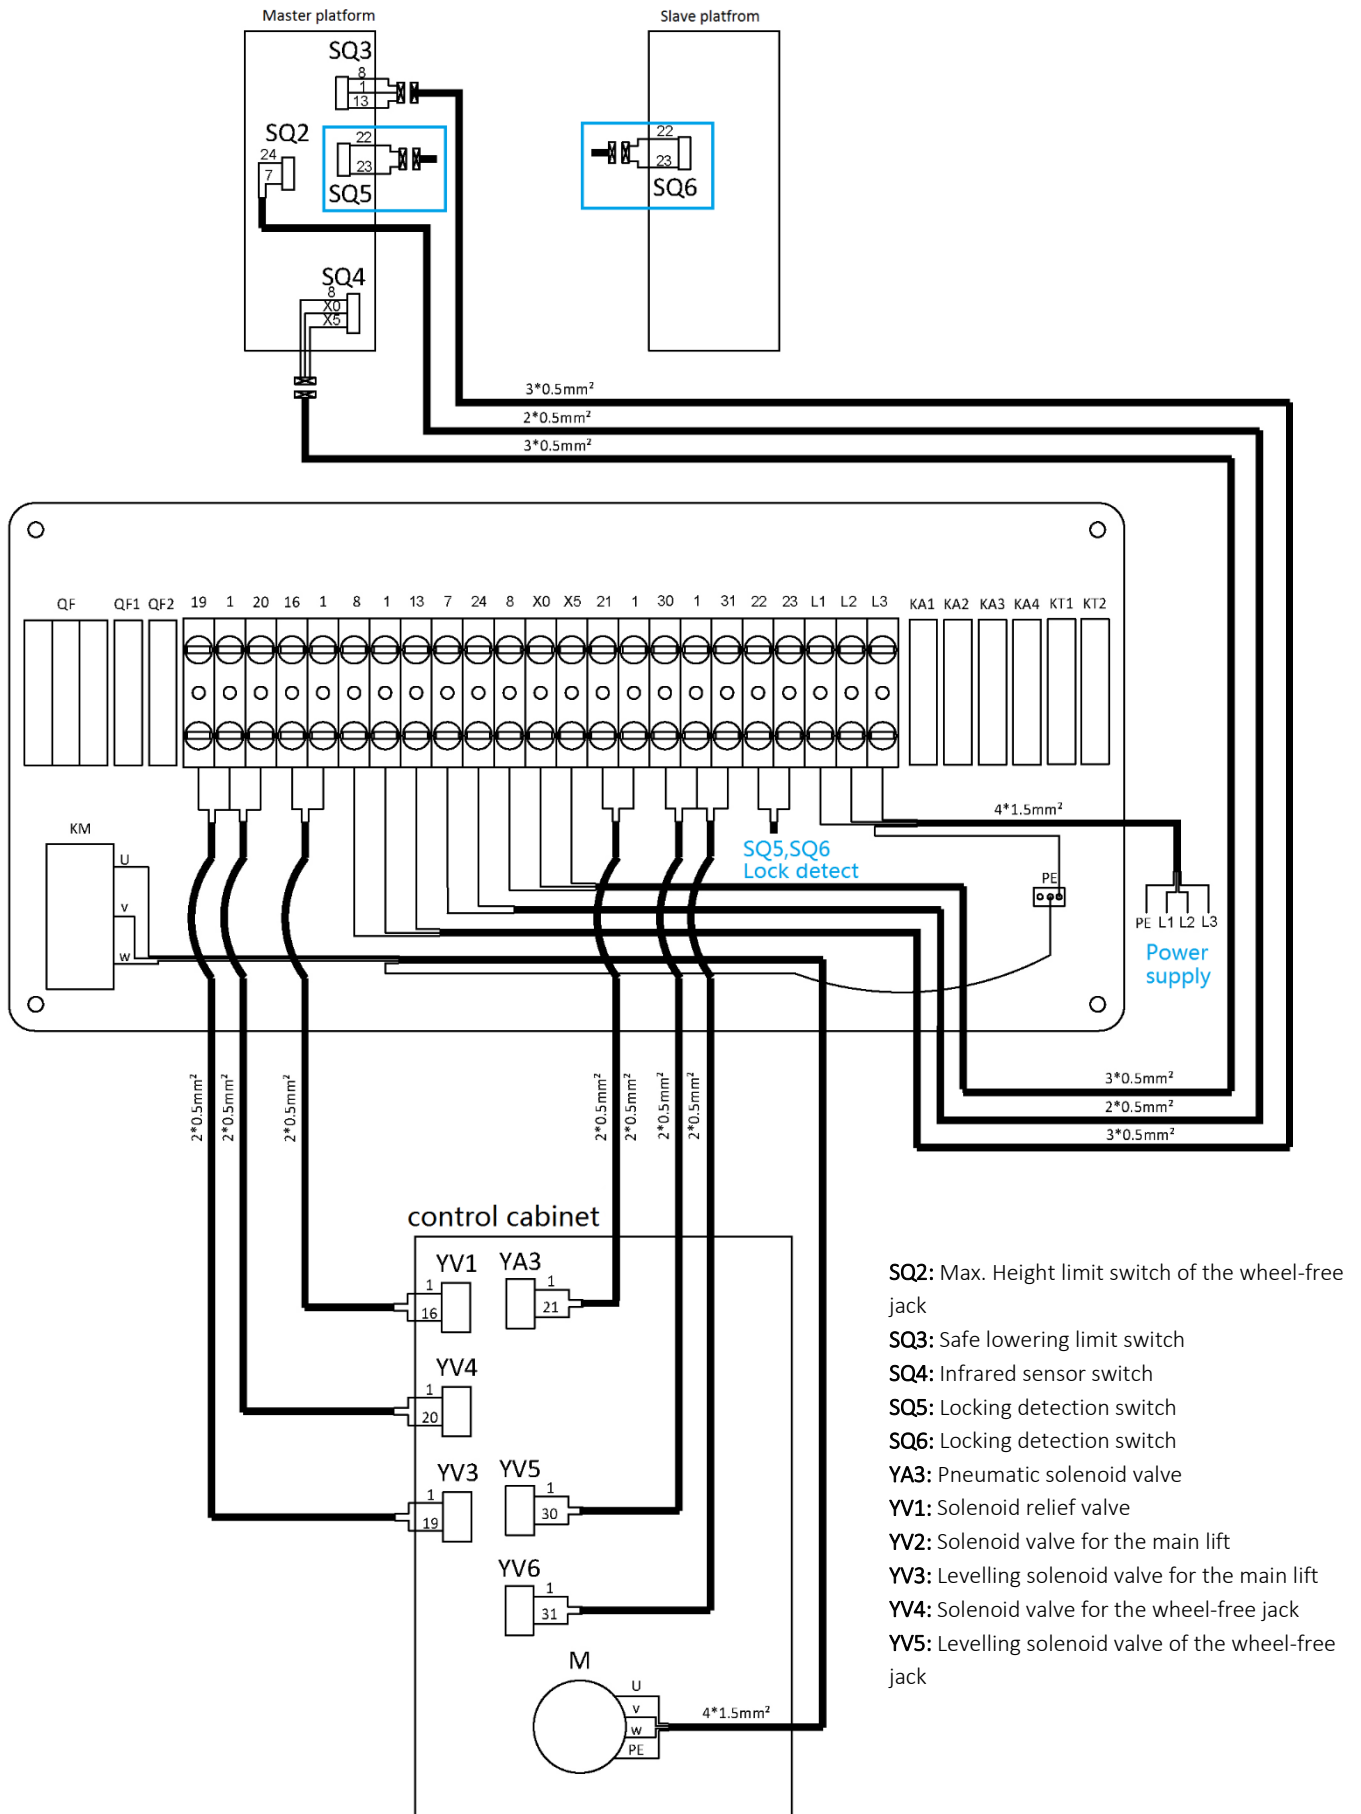 Master platform
Slave platfrom
SQ3
8
1
13
SQ2
24
7
22
23
SQ5
22
23
SQ6
SQ4
8
X0
X5
3*0.5mm²
2*0.5mm²
3*0.5mm²
QF QF1 QF2 19 1 20 16 1 8 1 13 7 24 8 X0 X5 21 1 30 1 31 22 23 L1 L2 L3 KA1 KA2 KA3 KA4 KT1 KT2
4*1.5mm²
KM
U
V
W
SQ5,SQ6
Lock detect
PE
PE L1 L2 L3
Power
supply
2*0.5mm²
2*0.5mm²
2*0.5mm²
2*0.5mm²
2*0.5mm²
2*0.5mm²
2*0.5mm²
3*0.5mm²
2*0.5mm²
3*0.5mm²
control cabinet
YV1
1
16
YA3
1
21
YV4
1
20
YV3
1
19
YV5
1
30
YV6
1
31
M
U
V
W
PE
4*1.5mm²
SQ2: Max. Height limit switch of the wheel-free
jack
SQ3: Safe lowering limit switch
SQ4: Infrared sensor switch
SQ5: Locking detection switch
SQ6: Locking detection switch
YA3: Pneumatic solenoid valve
YV1: Solenoid relief valve
YV2: Solenoid valve for the main lift
YV3: Levelling solenoid valve for the main lift
YV4: Solenoid valve for the wheel-free jack
YV5: Levelling solenoid valve of the wheel-free
jack